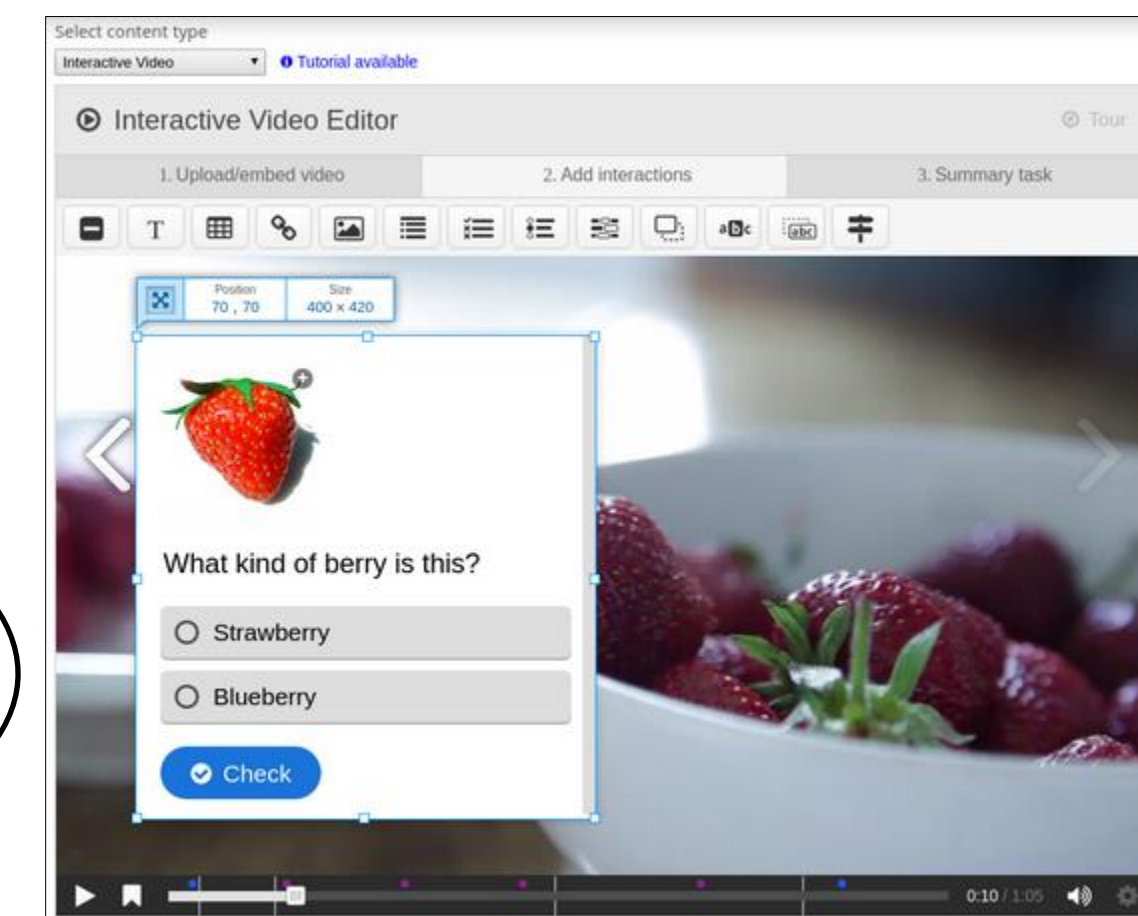 Select content type
Interactive Video
Tutorial available
Interactive Video Editor
Tour
1. Upload/embed video
2. Add interactions
3. Summary task
T
abc
abc
Position
70 , 70
Size
400 × 420
What kind of berry is this?
Strawberry
Blueberry
Check
0:10 / 1:05